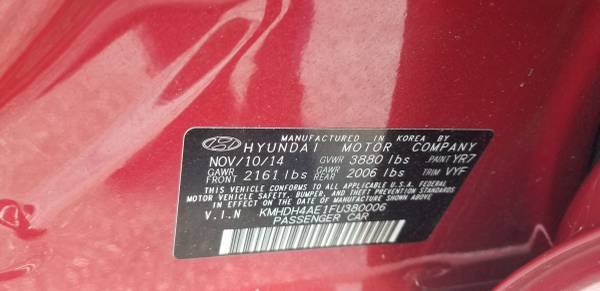 MANUFACTURED IN KOREA BY
HYUNDAI MOTOR COMPANY
NOV/10/14 GVWR 3880 lbs PAINT YR7
GAWR FRONT 2161 lbs GAWR REAR 2006 lbs TRIM VYF
THIS VEHICLE CONFORMS TO ALL APPLICABLE U.S.A. FEDERAL
MOTOR VEHICLE SAFETY, BUMPER, AND THEFT PREVENTION STANDARDS
IN EFFECT ON THE DATE OF MANUFACTURE SHOWN ABOVE
V.I.N KMHDH4AE1FU380006
PASSENGER CAR